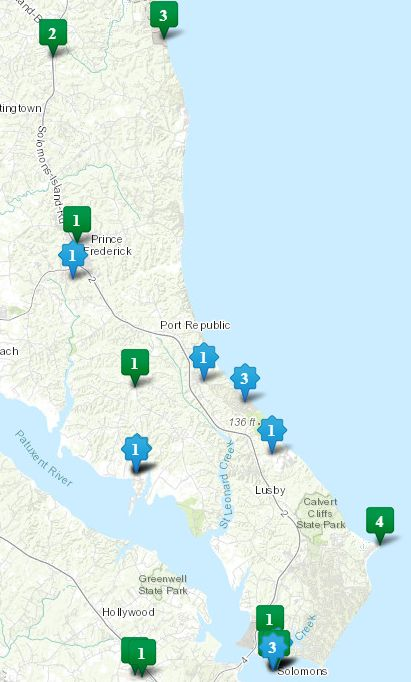 3
2
tingtown
Solomons-Island-Rd
1
Prince
Frederick
1
2
Port Republic
ach
1
1
3
136 ft
1
1
Patuxent River
St Leonard Creek
Lusby
Calvert
Cliffs
State Park
2
4
Greenwell
State Park
Hollywood
1
Creek
3
1
4
Solomons